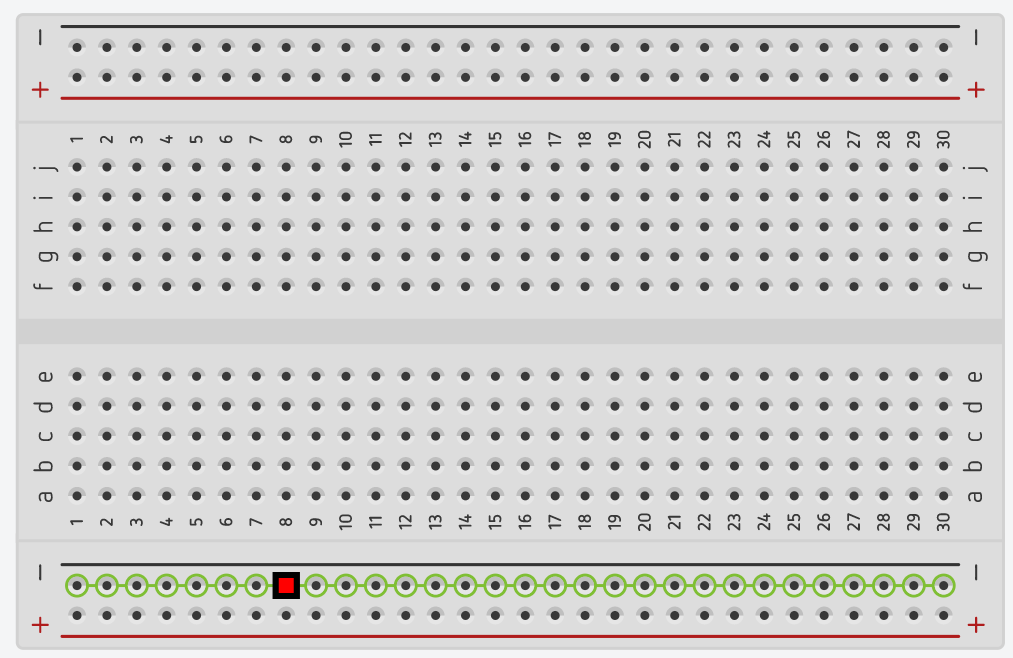 − −
+ +
1 2 3 4 5 6 7 8 9 10 11 12 13 14 15 16 17 18 19 20 21 22 23 24 25 26 27 28 29 30
j j
i i
h h
g g
f f
e e
d d
c c
b b
a a
1 2 3 4 5 6 7 8 9 10 11 12 13 14 15 16 17 18 19 20 21 22 23 24 25 26 27 28 29 30
− −
+ +